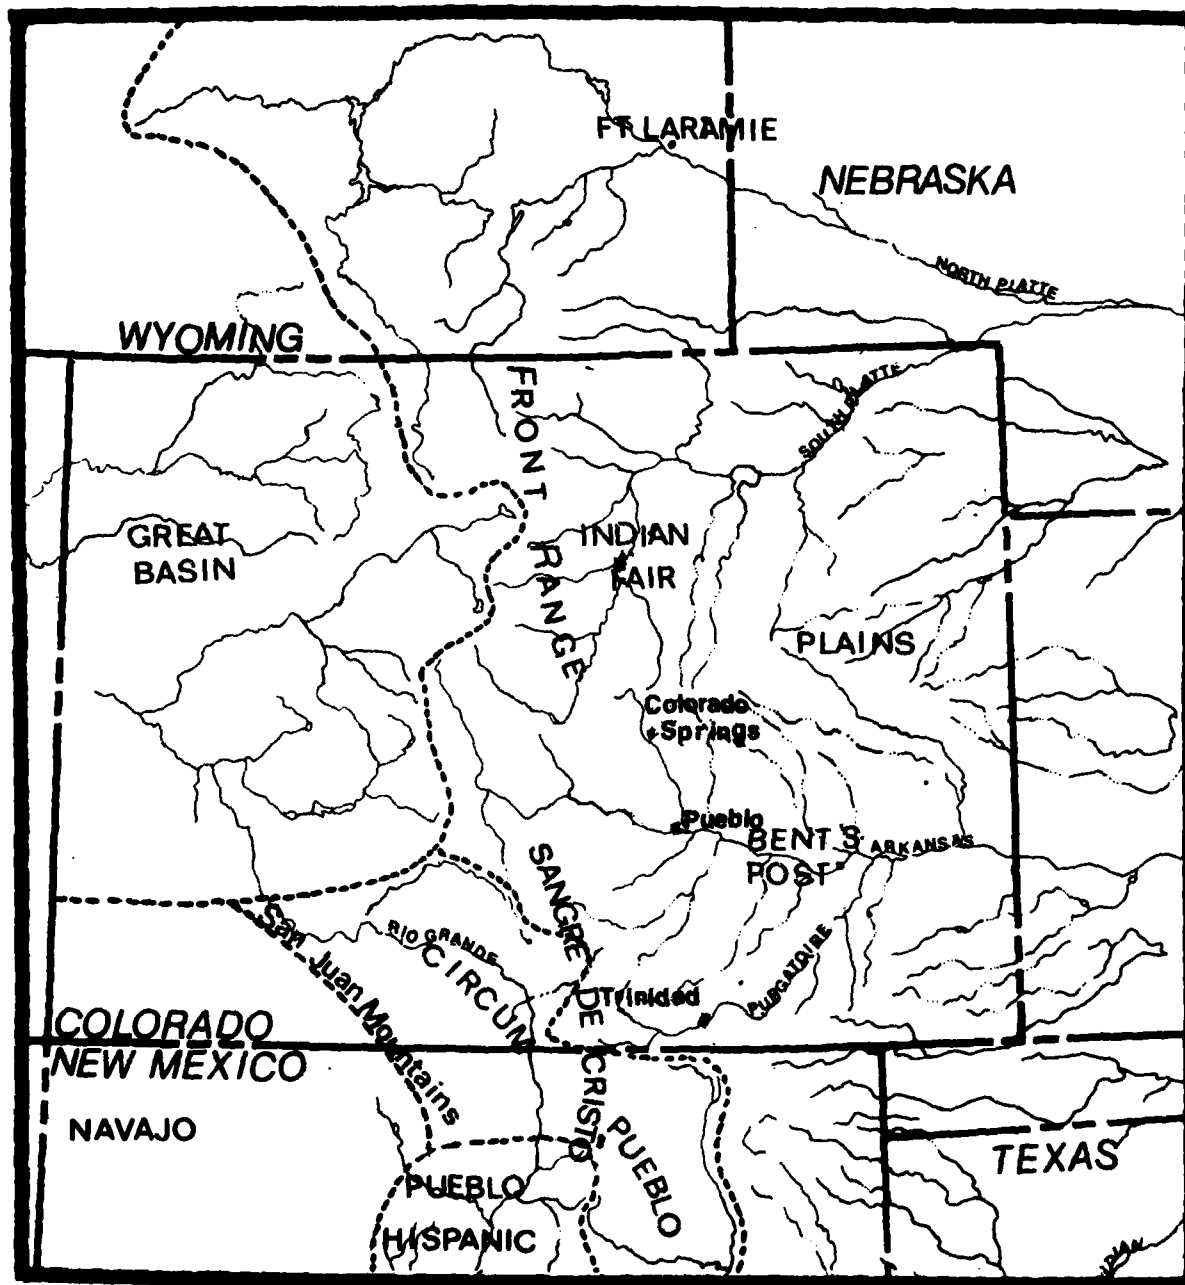 FT LARAMIE
NEBRASKA
NORTH PLATTE
WYOMING
FRONT RANGE
SOUTH PLATTE
GREAT
BASIN
INDIAN
FAIR
PLAINS
Colorado
Springs
Pueblo
BENT'S
POST
ARKANSAS
SANGRE DE CRISTO
San Juan Mountains
RIO GRANDE
CIRCUM
PUEBLO
Trinidad
PURGATOIRE
COLORADO
NEW MEXICO
NAVAJO
TEXAS
PUEBLO
HISPANIC